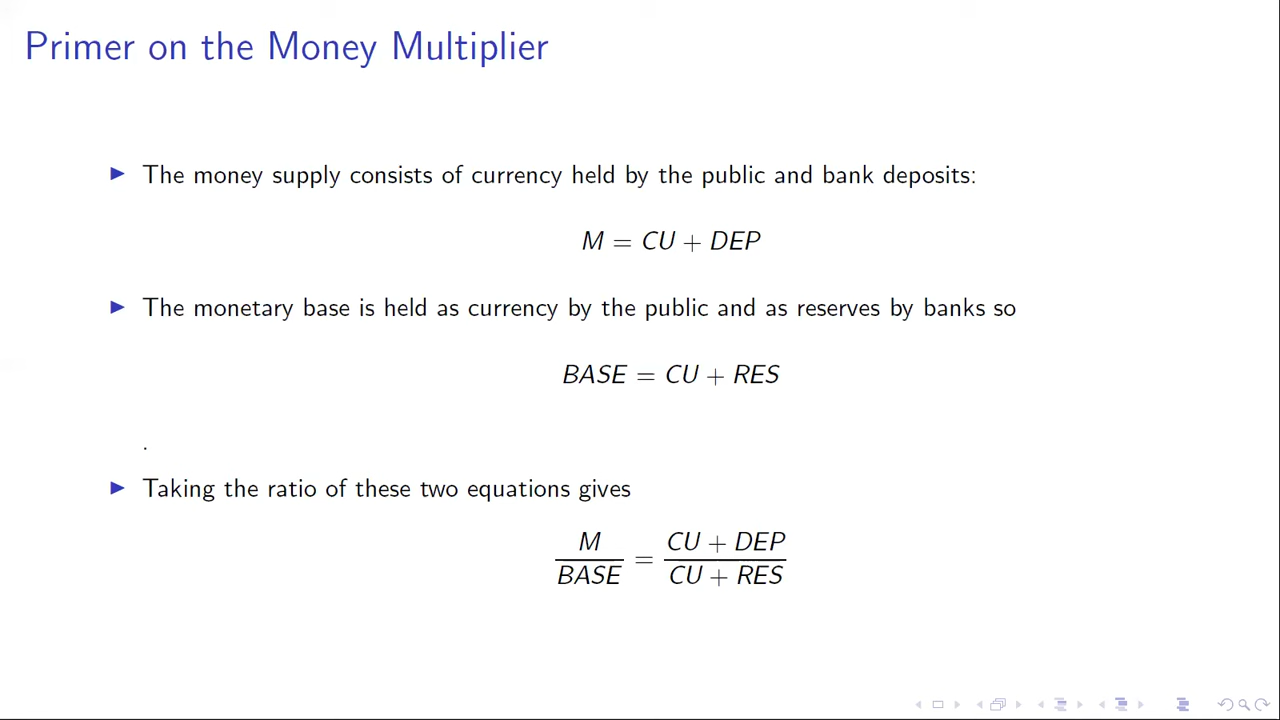 Primer on the Money Multiplier
▶ The money supply consists of currency held by the public and bank deposits:
M = CU + DEP
▶ The monetary base is held as currency by the public and as reserves by banks so
BASE = CU + RES
.
▶ Taking the ratio of these two equations gives
M / BASE = CU + DEP / CU + RES